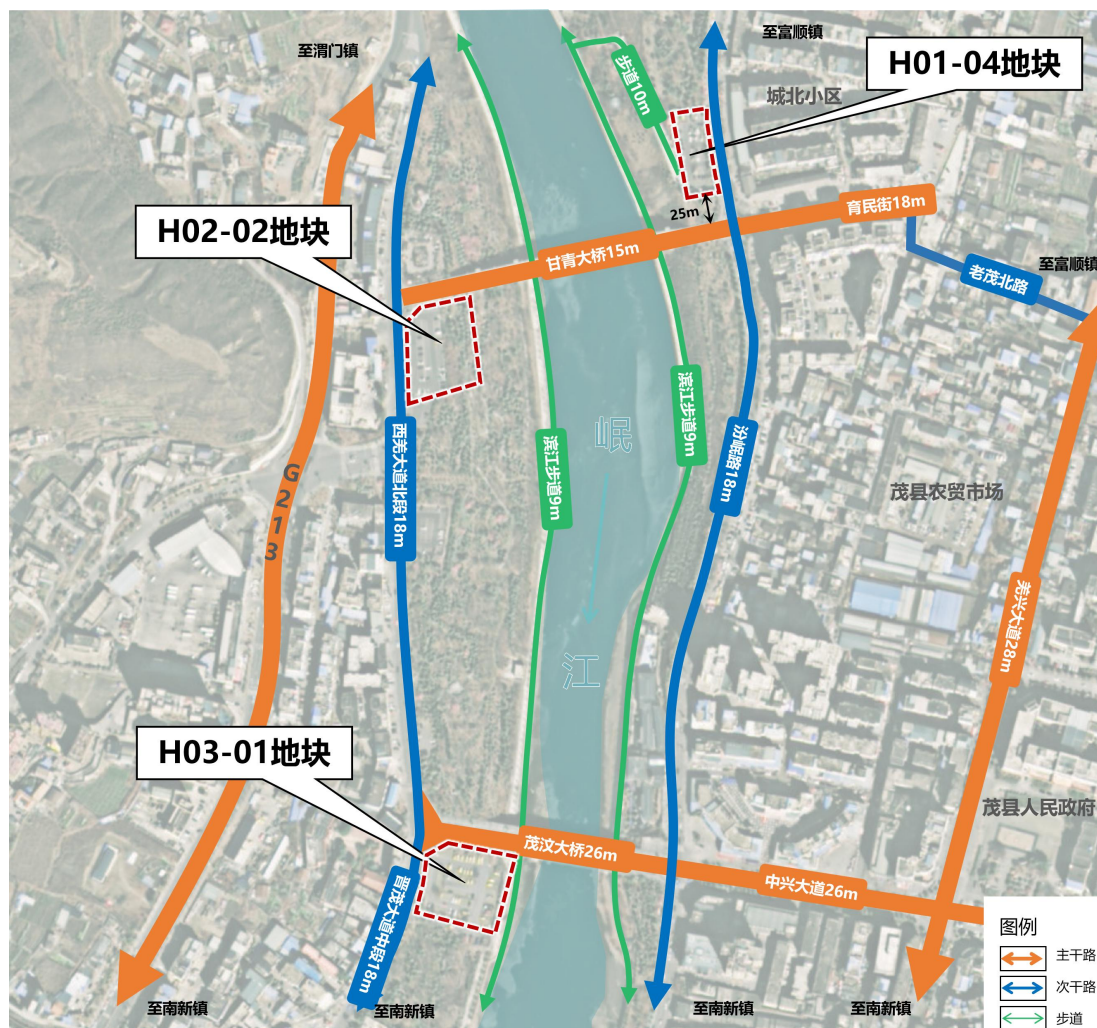 至渭门镇
至富顺镇
H01-04地块
步道10m
城北小区
H02-02地块
25m
育民街18m
甘青大桥15m
至富顺镇
老茂北路
滨江步道9m
西羌大道北段18m
滨江步道9m
汾岷路18m
岷
G213
茂县农贸市场
羌兴大道28m
江
H03-01地块
茂县人民政府
茂汶大桥26m
中兴大道26m
晋茂大道中段18m
图例
主干路
次干路
步道
至南新镇
至南新镇
至南新镇
至南新镇